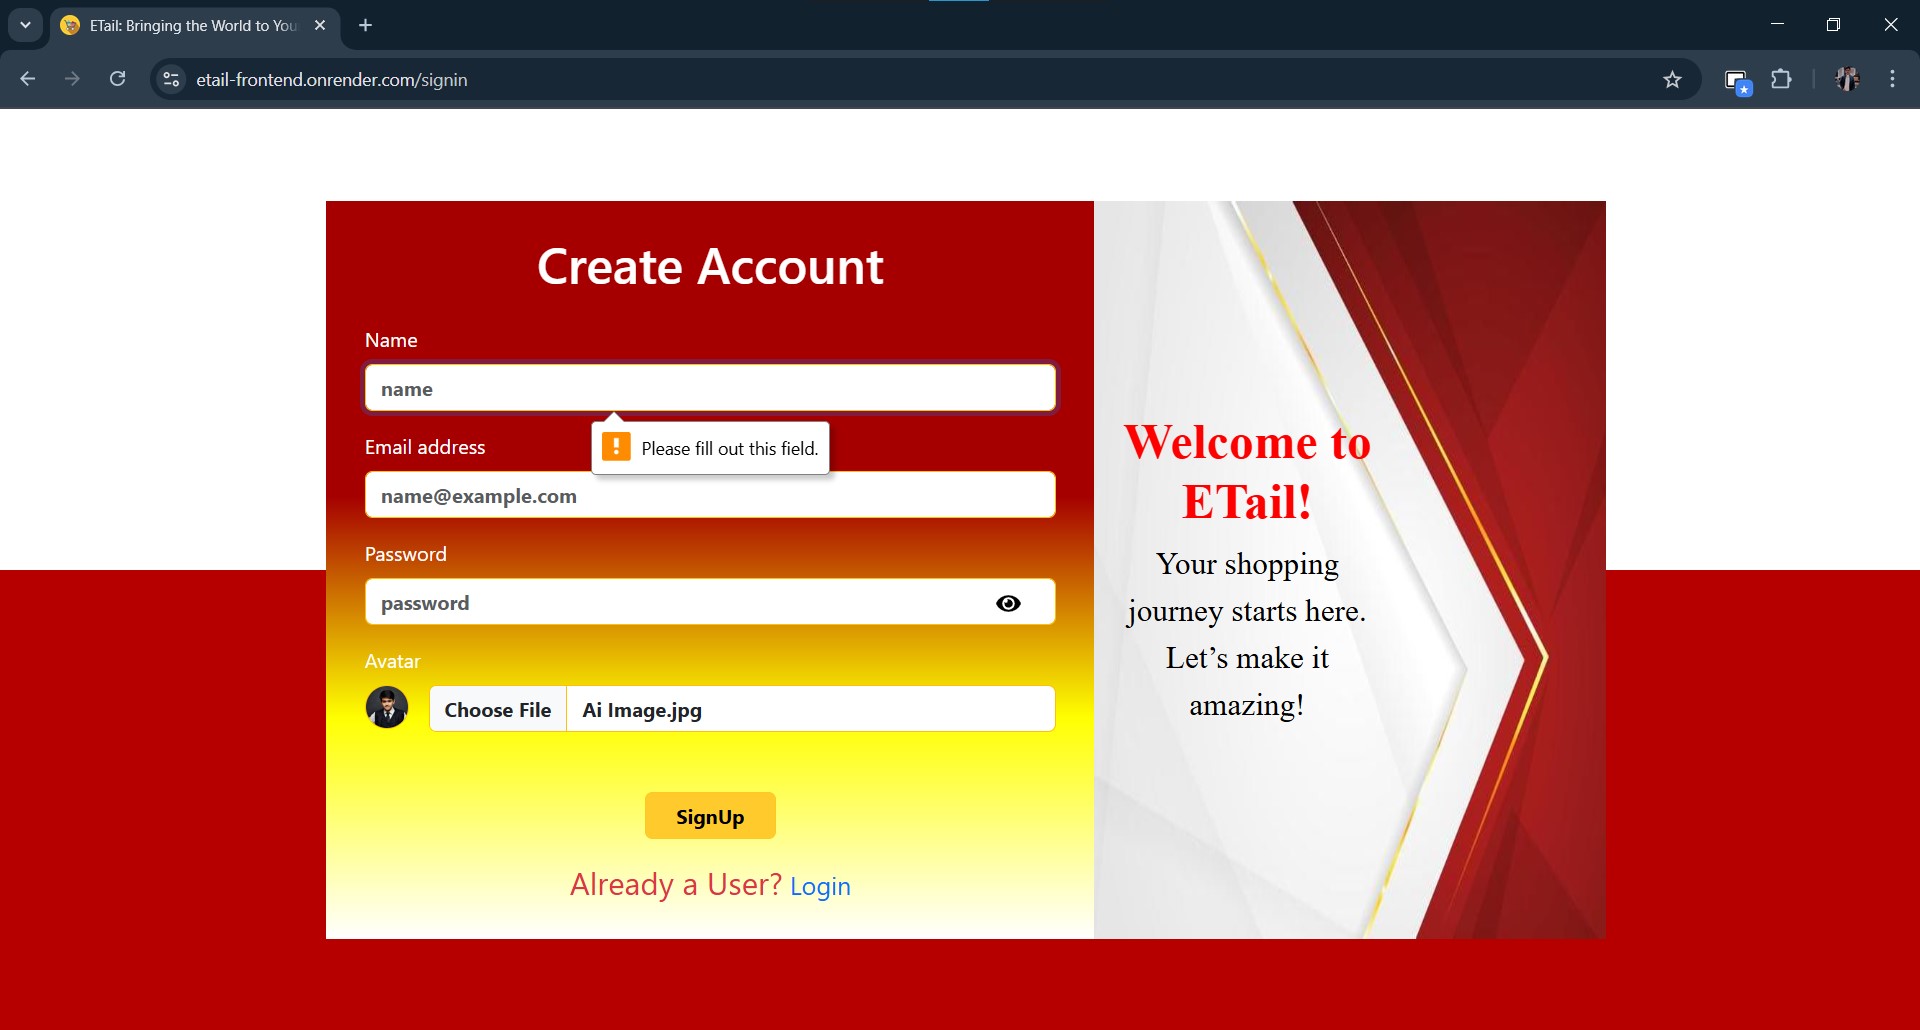 ETail: Bringing the World to You
etail-frontend.onrender.com/signin
Create Account
Name
name
Please fill out this field.
Email address
name@example.com
Password
password
Avatar
Choose File Ai Image.jpg
SignUp
Already a User? Login
Welcome to
ETail!
Your shopping
journey starts here.
Let’s make it
amazing!